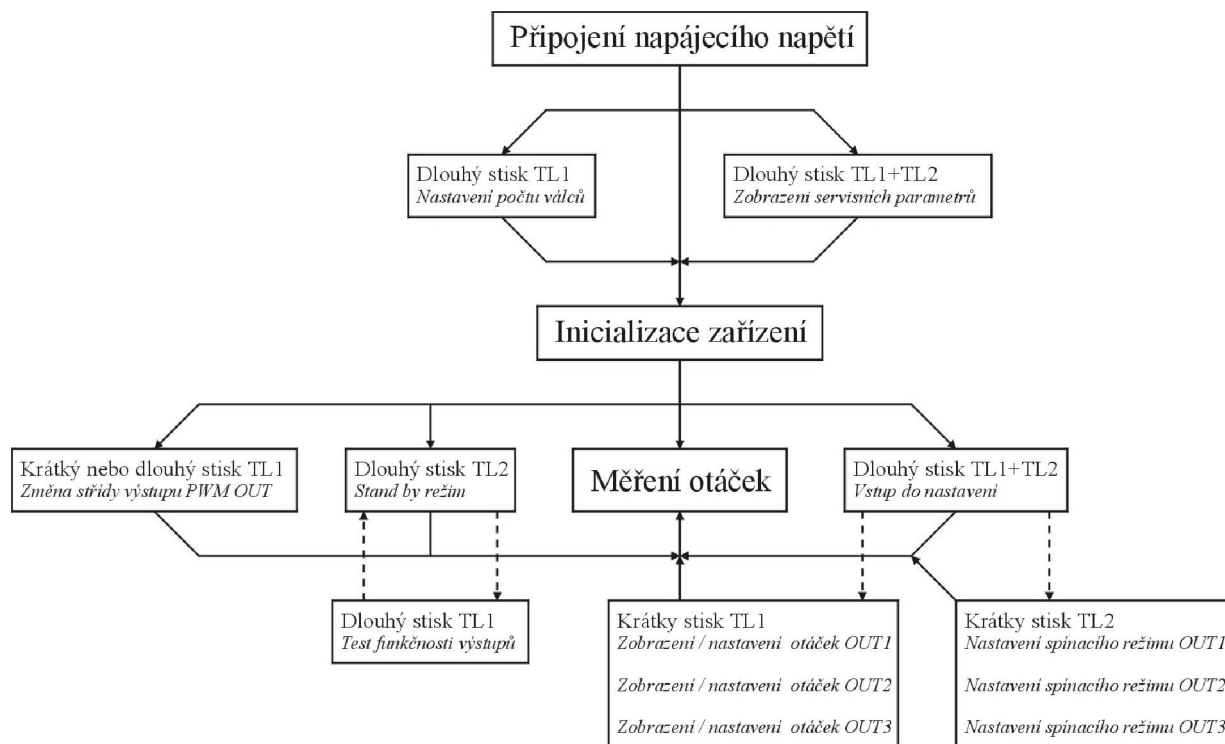 Připojení napájecího napětí
Dlouhý stisk TL1
Nastavení počtu válců
Dlouhý stisk TL1+TL2
Zobrazeni servisních parametrů
Inicializace zařízení
Krátký nebo dlouhý stisk TL1
Změna střídy výstupu PWM OUT
Dlouhý stisk TL2
Stand by režim
Měření otáček
Dlouhý stisk TL1+TL2
Vstup do nastavení
Dlouhý stisk TL1
Test funkčnosti výstupů
Krátky stisk TL1
Zobrazení / nastavení otáček OUT1
Zobrazení / nastavení otáček OUT2
Zobrazení / nastavení otáček OUT3
Krátky stisk TL2
Nastavení spínacího režimu OUT1
Nastavení spínacího režimu OUT2
Nastavení spínacího režimu OUT3